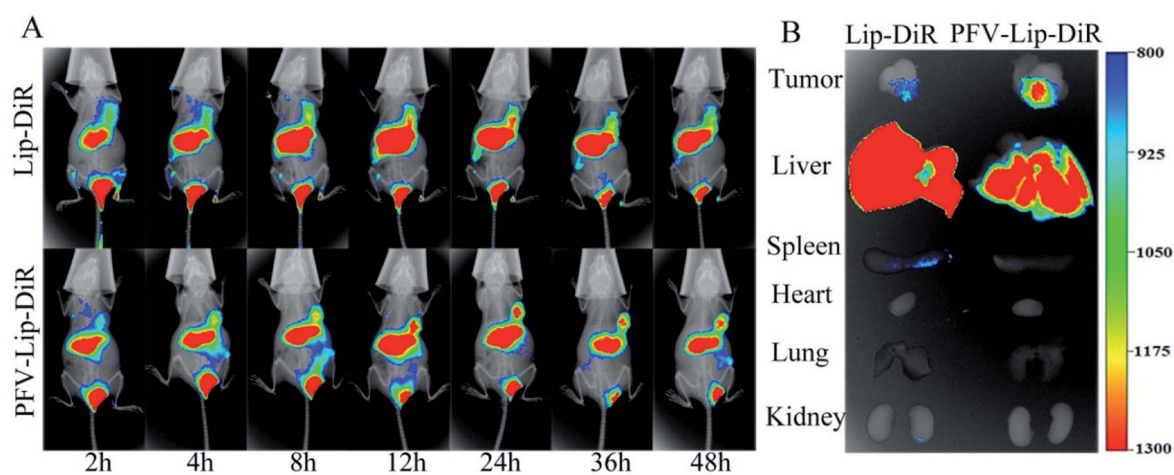 A
Lip-DiR
PFV-Lip-DiR
2h 4h 8h 12h 24h 36h 48h
B
Lip-DiR PFV-Lip-DiR
Tumor
Liver
Spleen
Heart
Lung
Kidney
800
925
1050
1175
1300